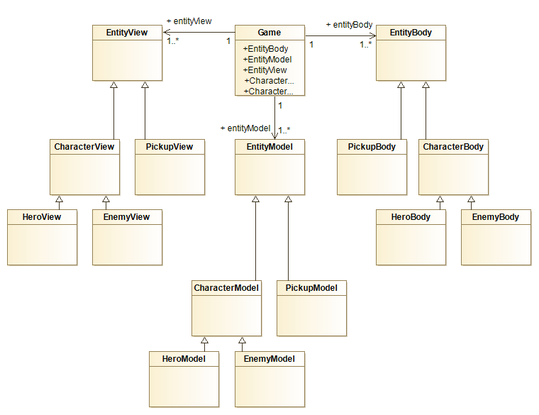 + entityView
+ entityBody
EntityView
Game
EntityBody
1..*
1
1
1..*
+EntityBody
+EntityModel
+EntityView
+Character...
+Character...
1
+ entityModel
1..*
CharacterView
PickupView
EntityModel
PickupBody
CharacterBody
HeroView
EnemyView
HeroBody
EnemyBody
CharacterModel
PickupModel
HeroModel
EnemyModel